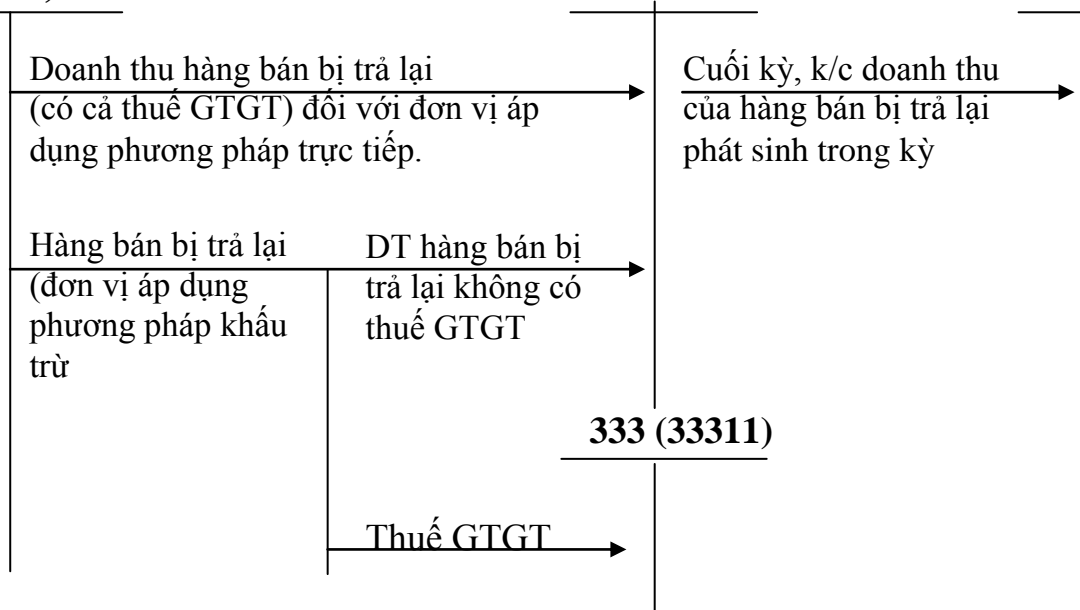 Doanh thu hàng bán bị trả lại
(có cả thuế GTGT) đối với đơn vị áp
dụng phương pháp trực tiếp.
Cuối kỳ, k/c doanh thu
của hàng bán bị trả lại
phát sinh trong kỳ
Hàng bán bị trả lại
(đơn vị áp dụng
phương pháp khấu
trừ
DT hàng bán bị
trả lại không có
thuế GTGT
333 (33311)
Thuế GTGT